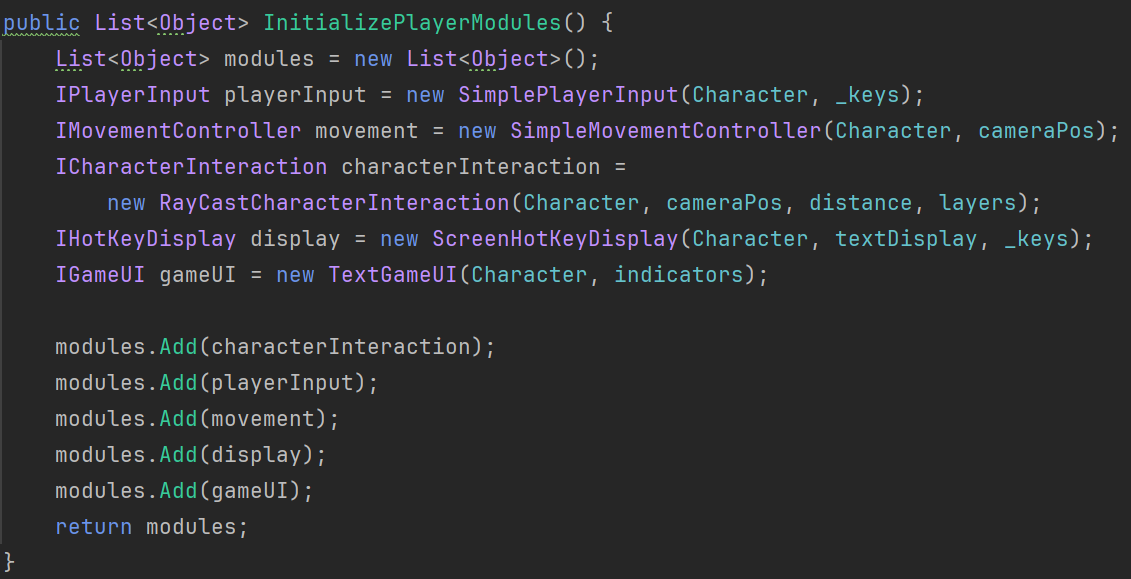 public List<Object> InitializePlayerModules() {
    List<Object> modules = new List<Object>();
    IPlayerInput playerInput = new SimplePlayerInput(Character, _keys);
    IMovementController movement = new SimpleMovementController(Character, cameraPos);
    ICharacterInteraction characterInteraction =
        new RayCastCharacterInteraction(Character, cameraPos, distance, layers);
    IHotKeyDisplay display = new ScreenHotKeyDisplay(Character, textDisplay, _keys);
    IGameUI gameUI = new TextGameUI(Character, indicators);

    modules.Add(characterInteraction);
    modules.Add(playerInput);
    modules.Add(movement);
    modules.Add(display);
    modules.Add(gameUI);
    return modules;
}